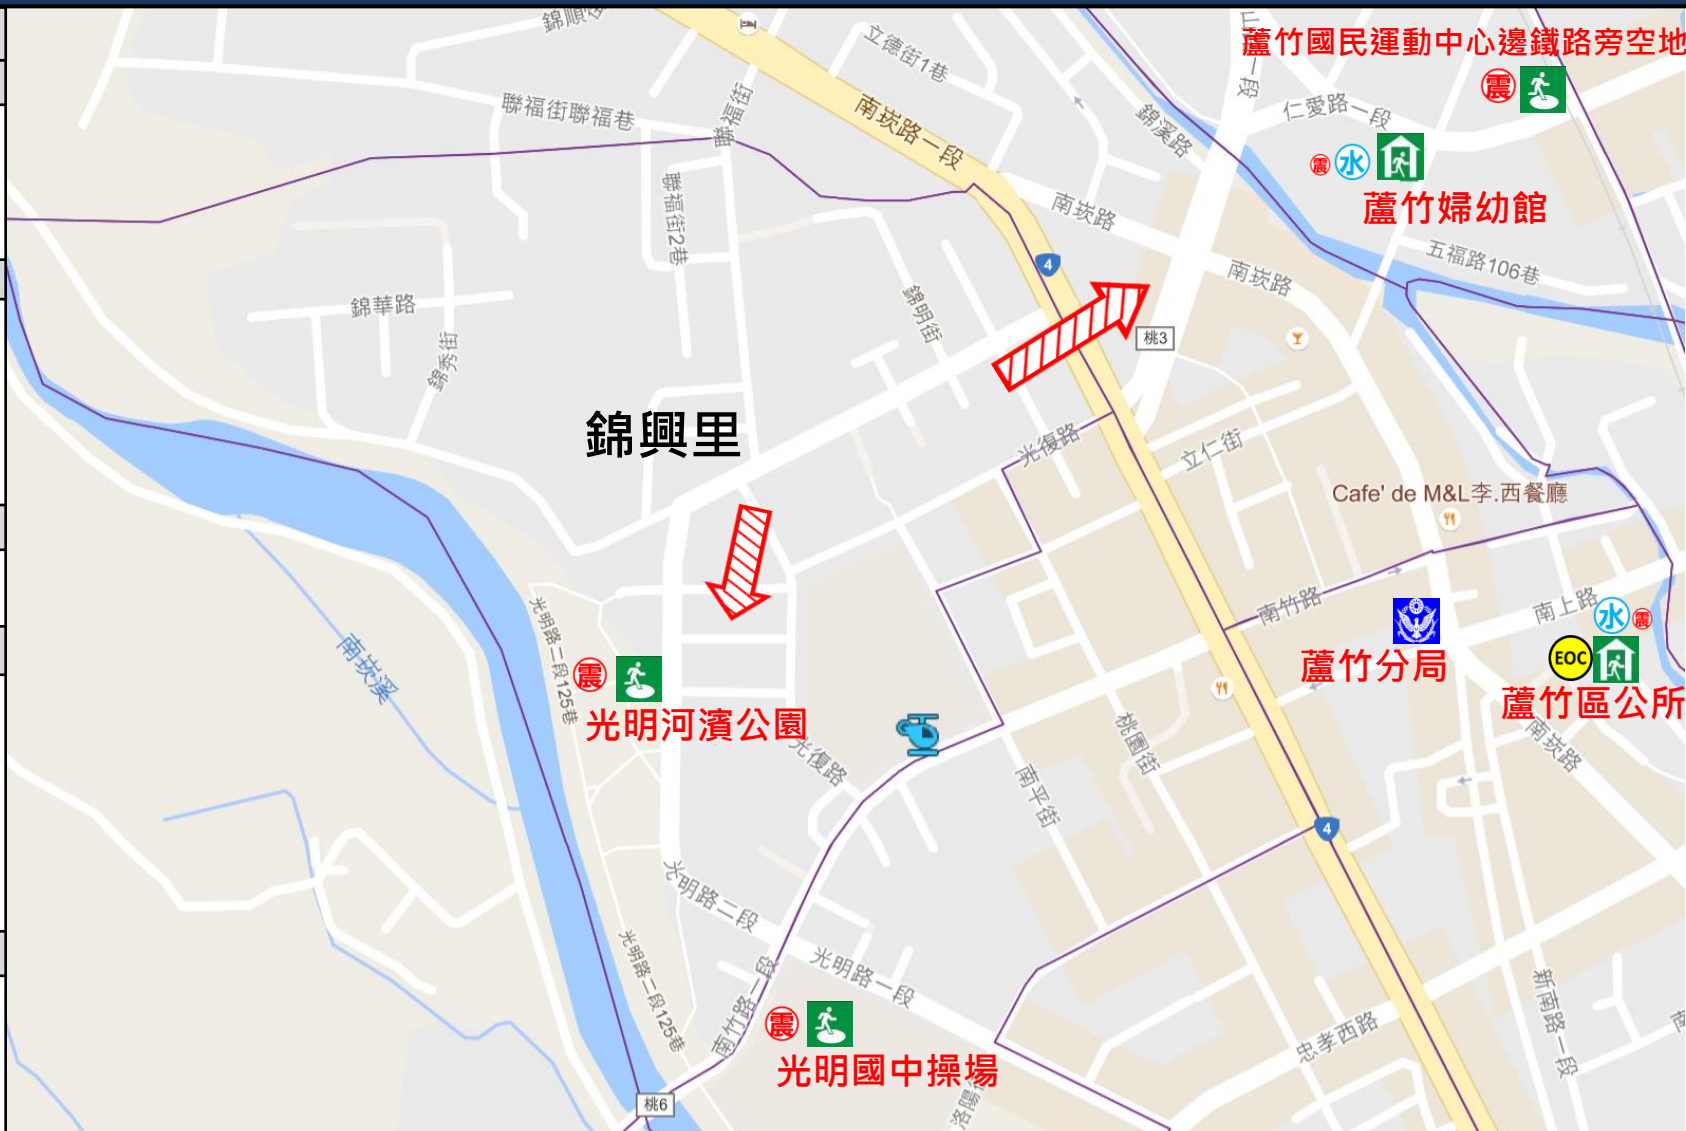 錦順街
立德街1巷
蘆竹國民運動中心邊鐵路旁空地
震
聯福街聯福巷
聯福街
南崁路一段
錦溪路
仁愛路一段
震
水
蘆竹婦幼館
聯福街2巷
南崁路
五福路106巷
4
南崁路
錦華路
錦明街
桃3
錦秀街
錦興里
光復路
立仁街
Cafe' de M&L李.西餐廳
南竹路
南上路
水
震
光明路二段125巷
南崁溪
震
蘆竹分局
EOC
蘆竹區公所
光明河濱公園
光復路
桃園街
南崁路
南平街
4
光明路二段
光明路二段125巷
南竹路一段
光明路一段
新南路一段
震
光明國中操場
忠孝西路
南
洛陽街
桃6